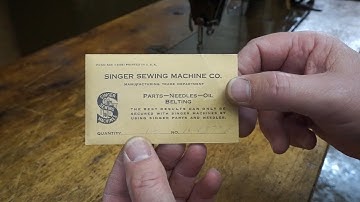 SINGER SEWING MACHINE CO.
MANUFACTURING TRADE DEPARTMENT
PARTS—NEEDLES—OIL
BELTING
THE BEST RESULTS CAN ONLY BE
SECURED WITH SINGER MACHINES BY
USING SINGER PARTS AND NEEDLES.
S
QUANTITY
NO.